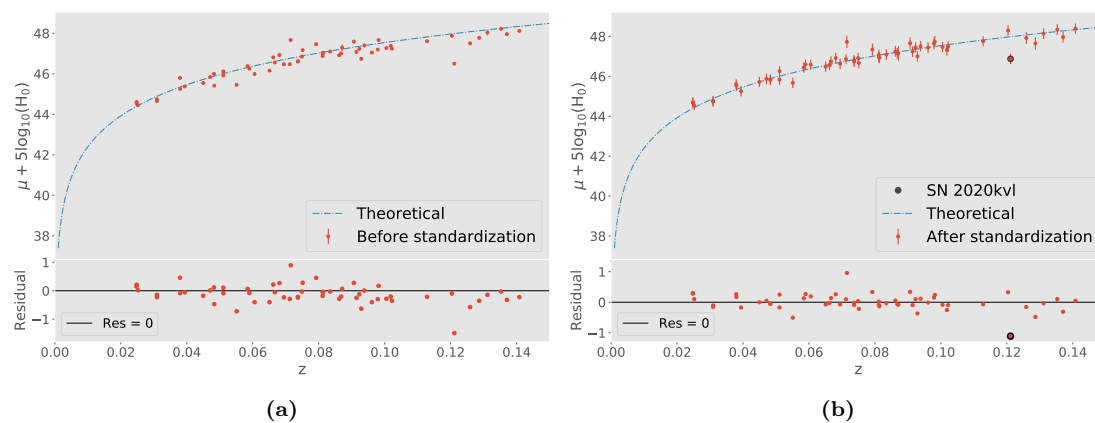 48
46
44
42
40
38
μ + 5log₁₀(H₀)
Theoretical
Before standardization
1
0
−1
Residual
Res = 0
0.00 0.02 0.04 0.06 0.08 0.10 0.12 0.14
z
(a)
48
46
44
42
40
38
μ + 5log₁₀(H₀)
SN 2020kvl
Theoretical
After standardization
1
0
−1
Residual
Res = 0
0.00 0.02 0.04 0.06 0.08 0.10 0.12 0.14
z
(b)